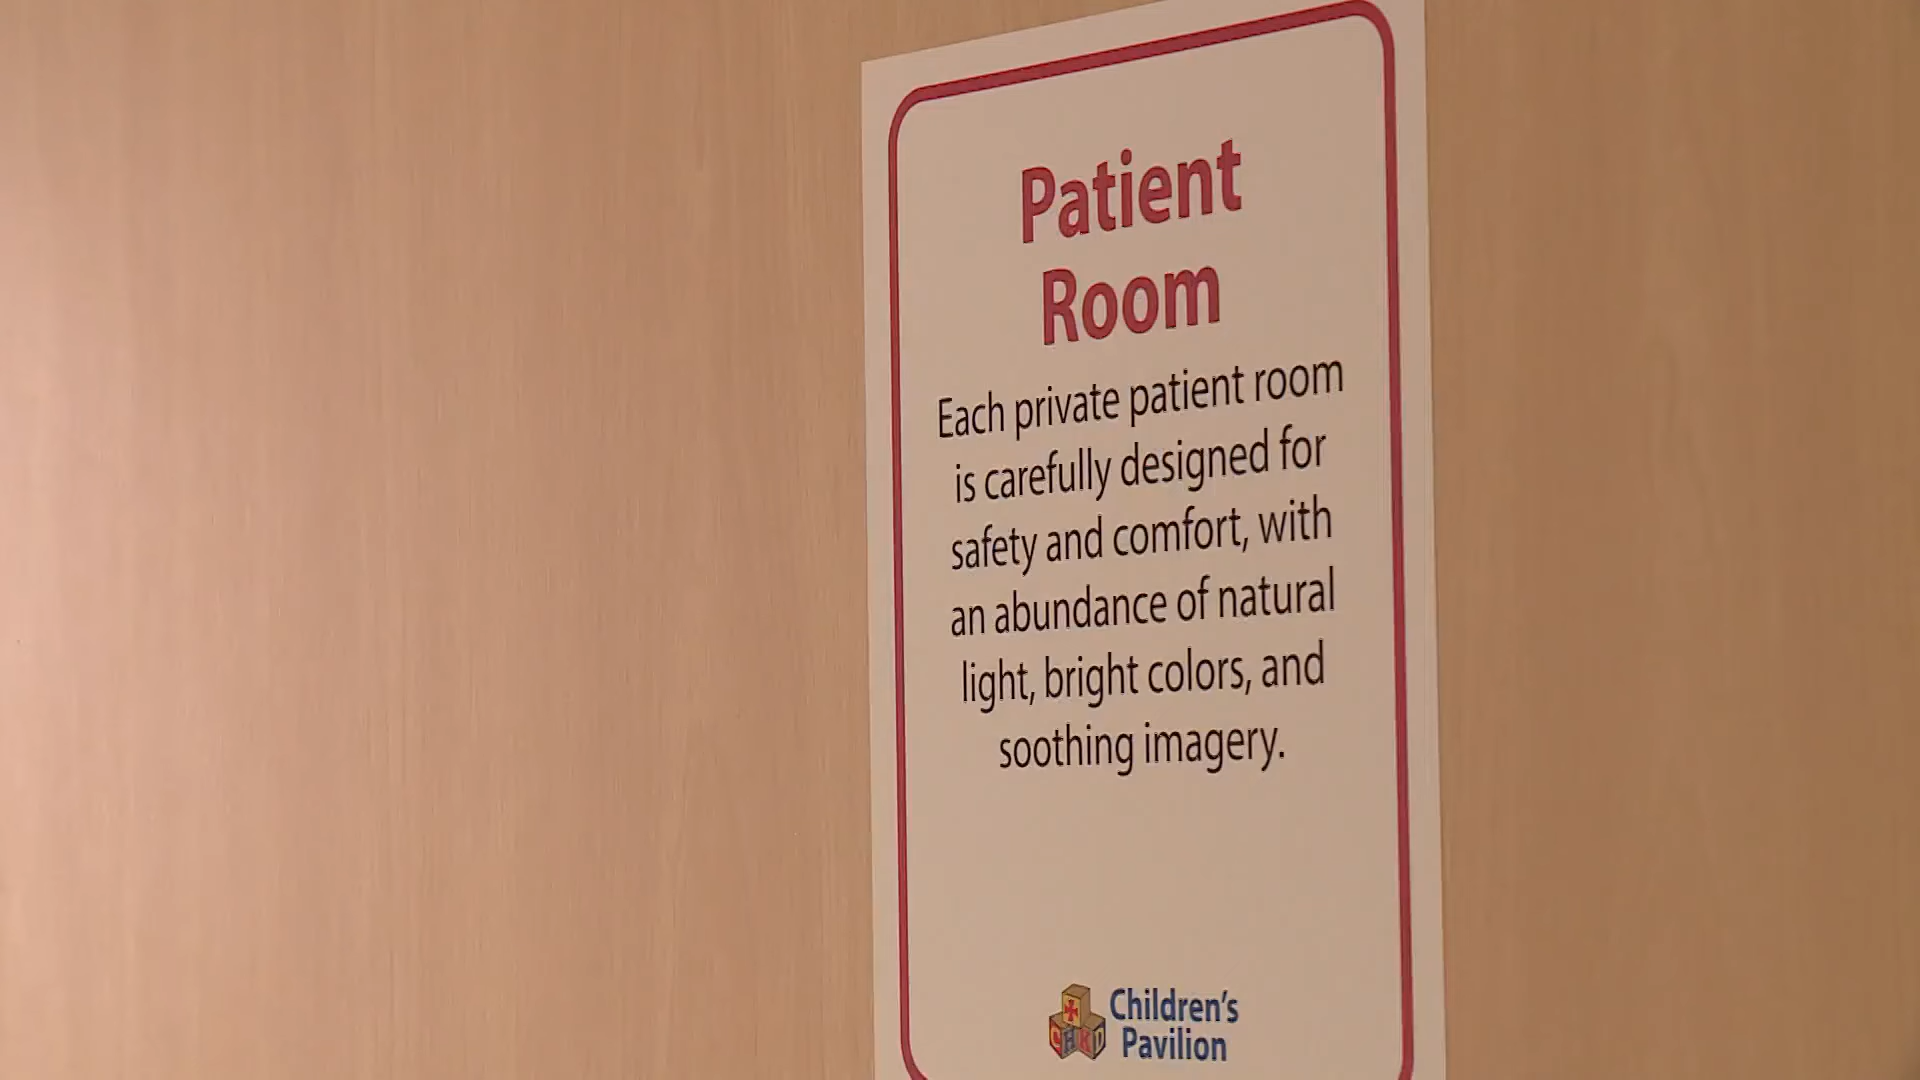 Patient
Room
Each private patient room
is carefully designed for
safety and comfort, with
an abundance of natural
light, bright colors, and
soothing imagery.
CHKD
Children's
Pavilion